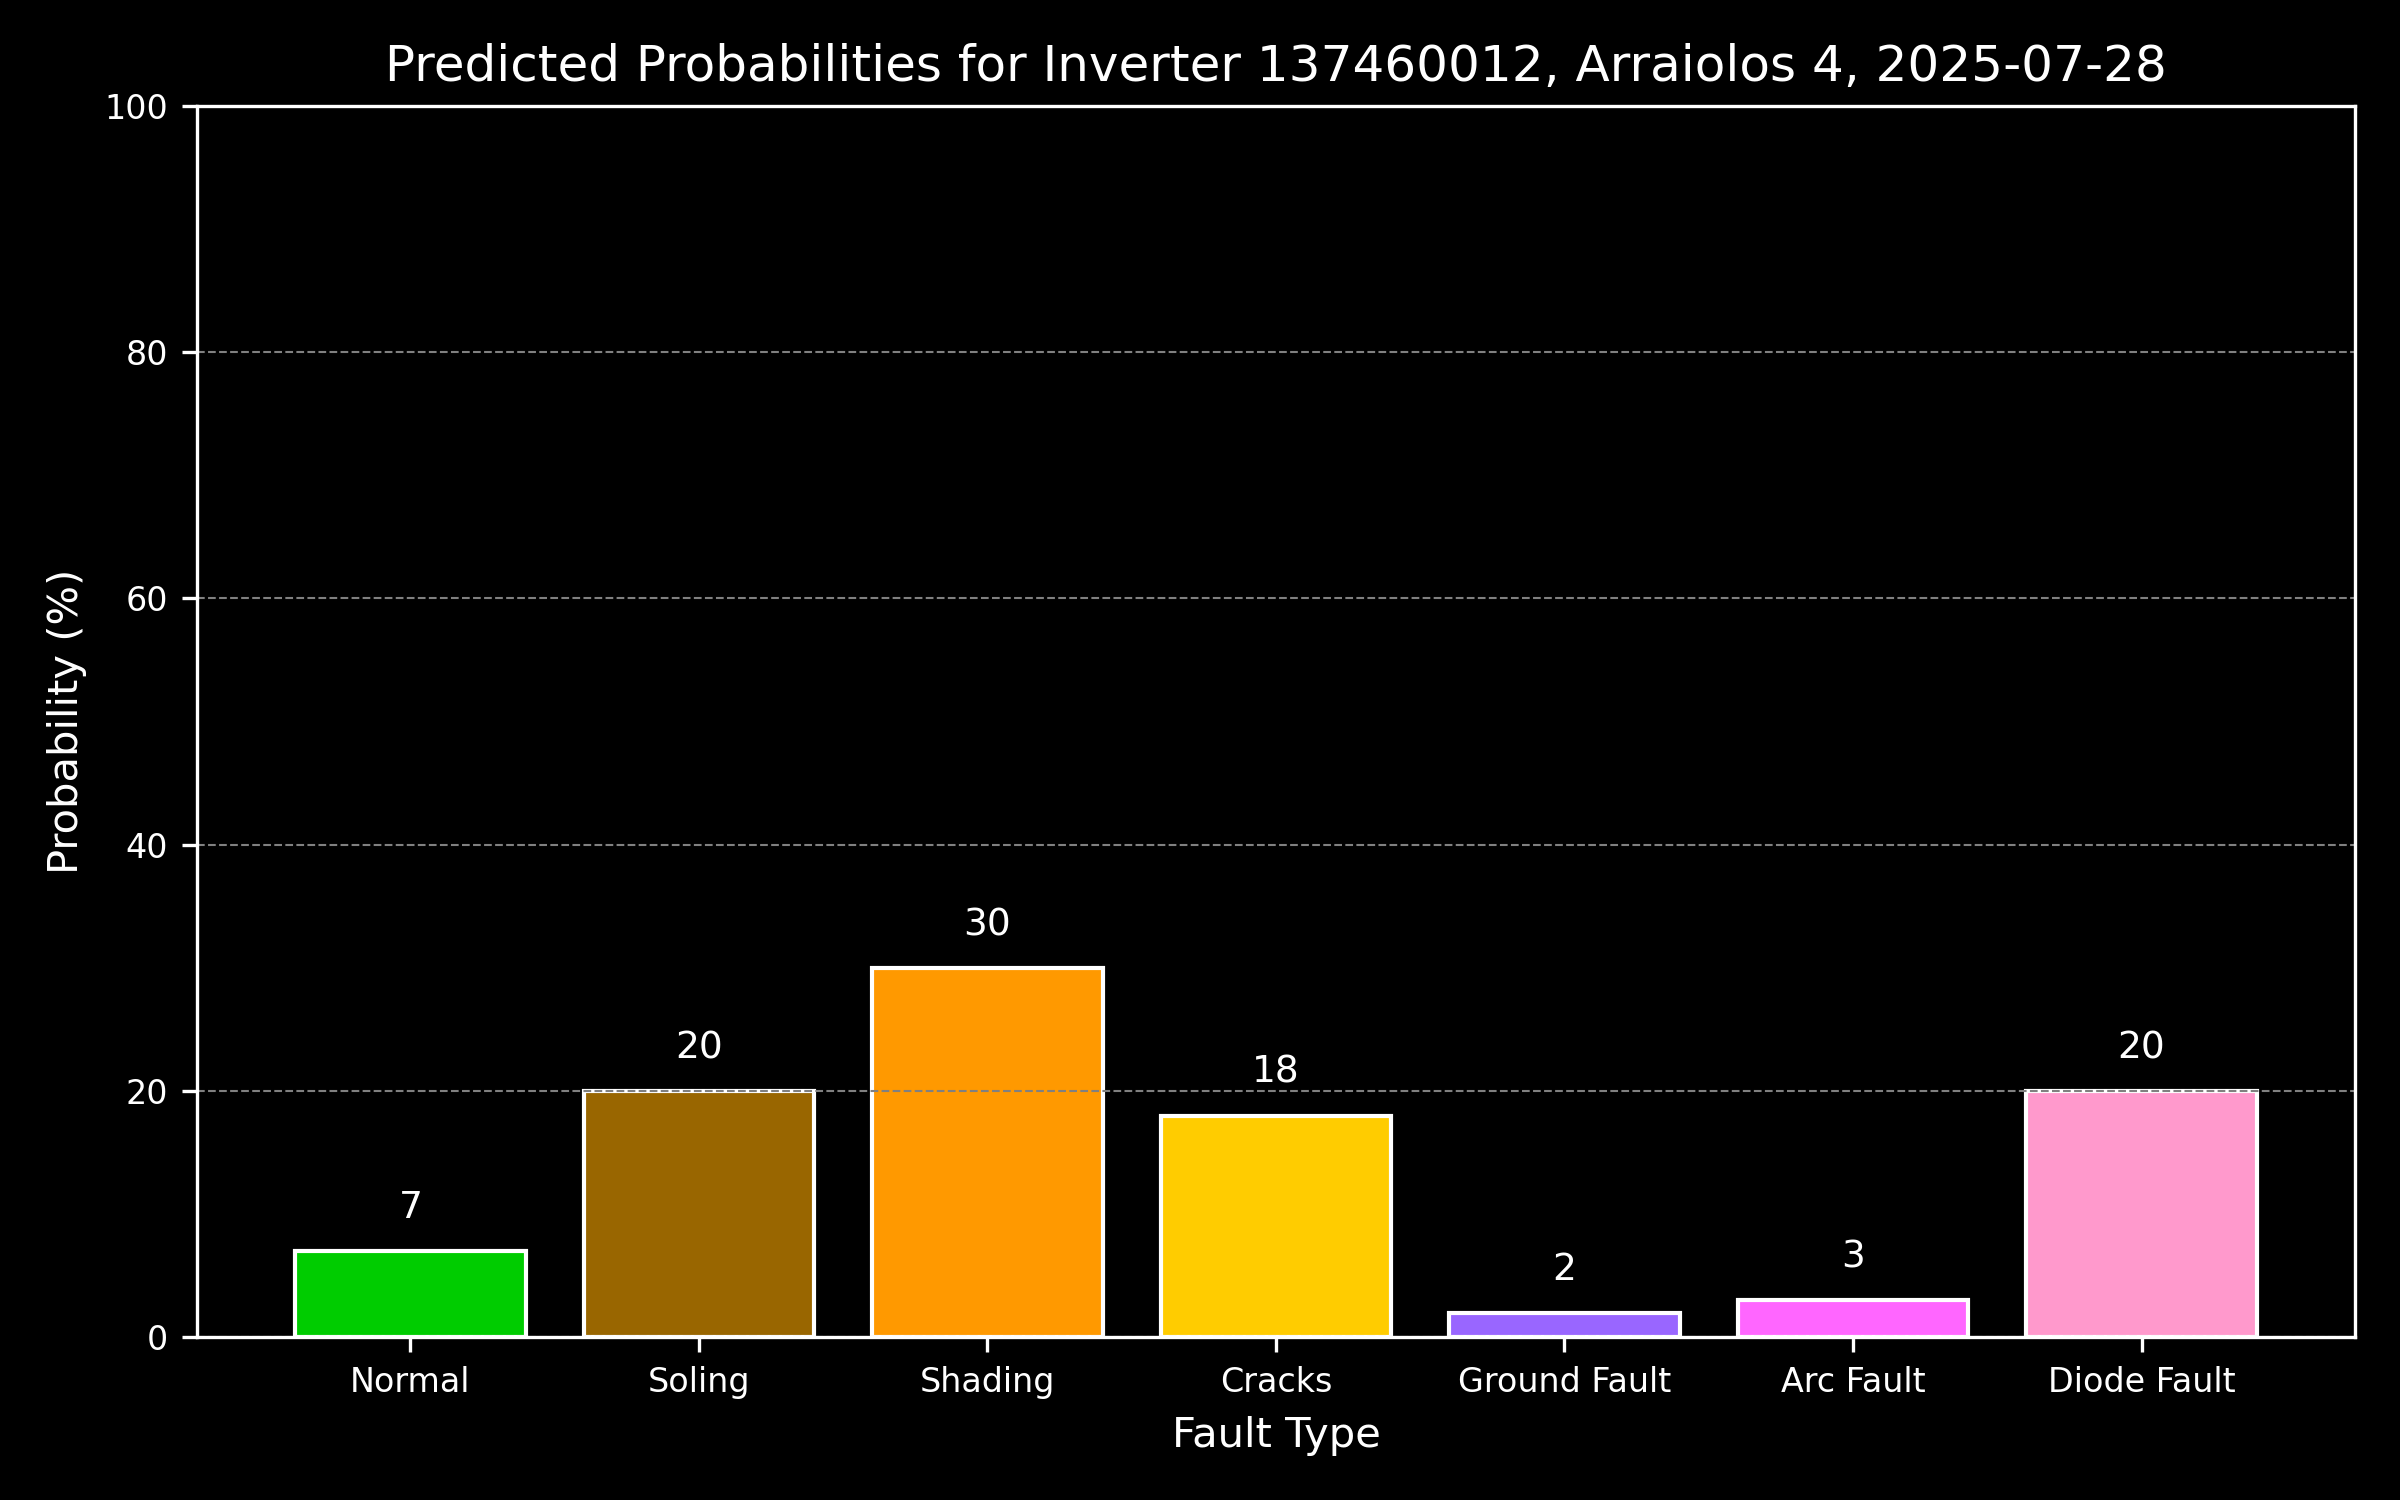 Predicted Probabilities for Inverter 137460012, Arraiolos 4, 2025-07-28
100
80
60
40
20
0
Probability (%)
7
20
30
18
2
3
20
Normal
Soling
Shading
Cracks
Ground Fault
Arc Fault
Diode Fault
Fault Type